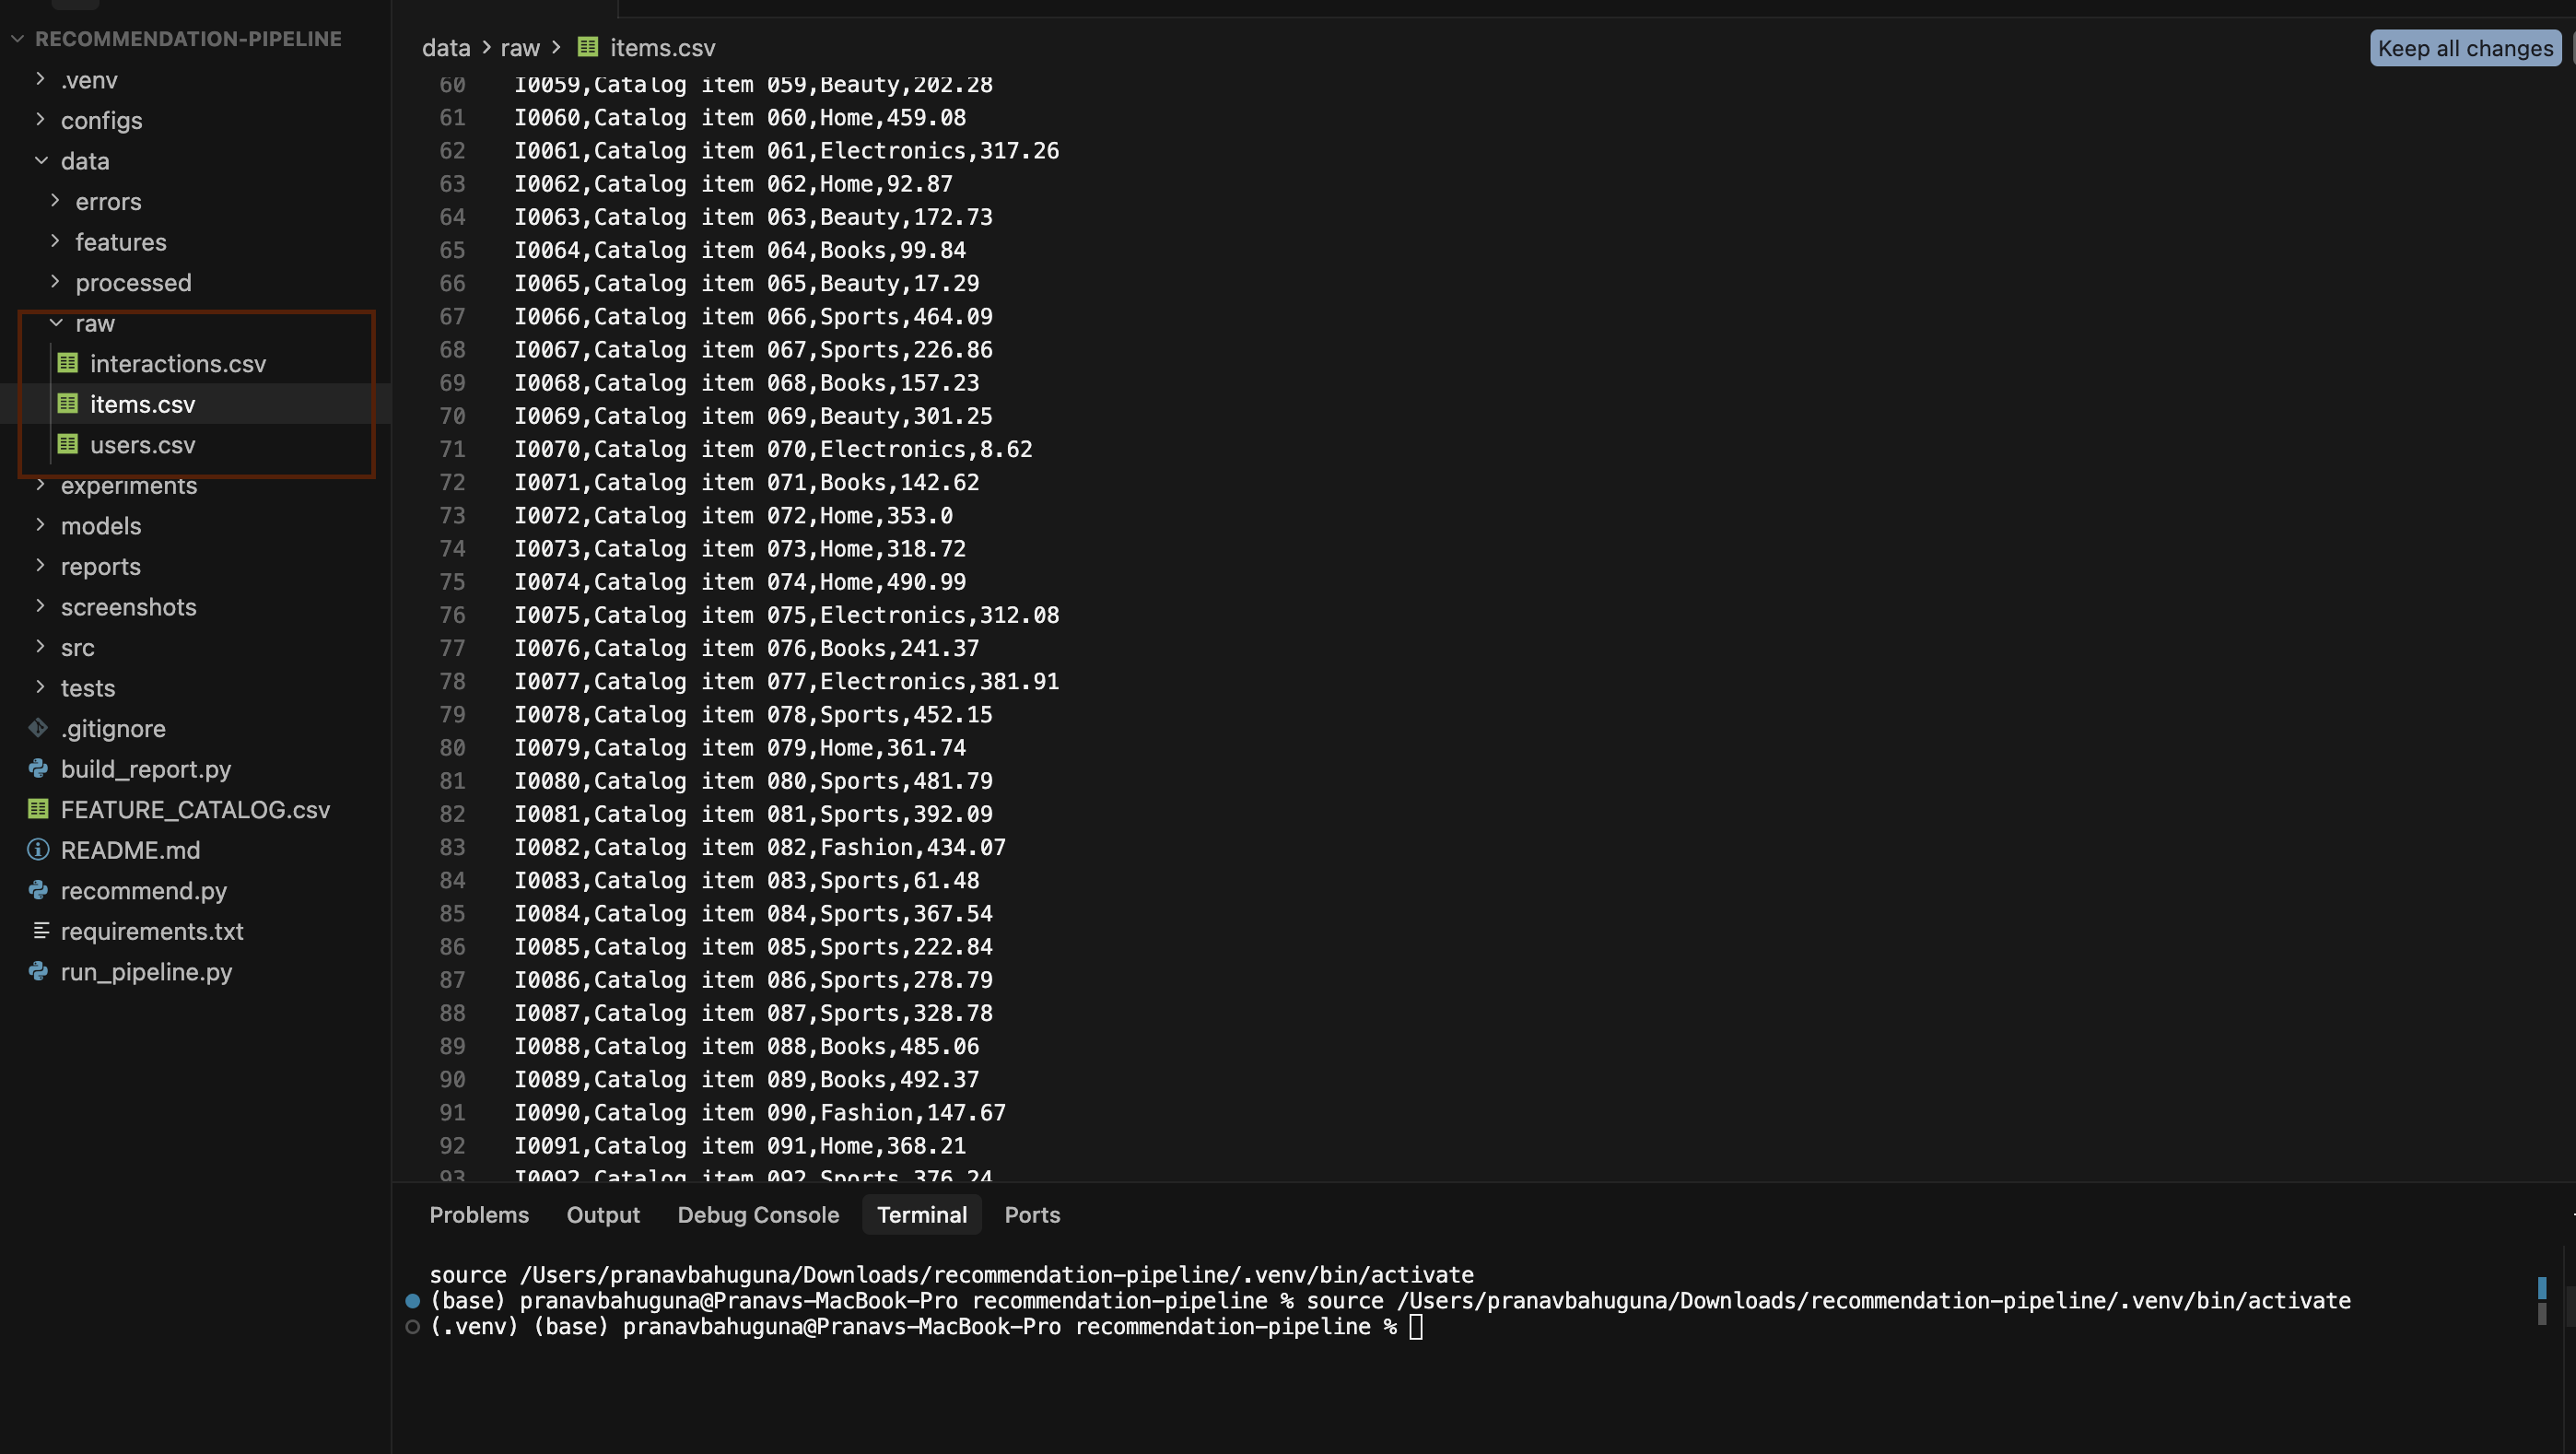 RECOMMENDATION-PIPELINE
.venv
configs
data
errors
features
processed
raw
interactions.csv
items.csv
users.csv
experiments
models
reports
screenshots
src
tests
.gitignore
build_report.py
FEATURE_CATALOG.csv
README.md
recommend.py
requirements.txt
run_pipeline.py
data > raw > items.csv
Keep all changes
60 I0059,Catalog item 059,Beauty,202.28
61 I0060,Catalog item 060,Home,459.08
62 I0061,Catalog item 061,Electronics,317.26
63 I0062,Catalog item 062,Home,92.87
64 I0063,Catalog item 063,Beauty,172.73
65 I0064,Catalog item 064,Books,99.84
66 I0065,Catalog item 065,Beauty,17.29
67 I0066,Catalog item 066,Sports,464.09
68 I0067,Catalog item 067,Sports,226.86
69 I0068,Catalog item 068,Books,157.23
70 I0069,Catalog item 069,Beauty,301.25
71 I0070,Catalog item 070,Electronics,8.62
72 I0071,Catalog item 071,Books,142.62
73 I0072,Catalog item 072,Home,353.0
74 I0073,Catalog item 073,Home,318.72
75 I0074,Catalog item 074,Home,490.99
76 I0075,Catalog item 075,Electronics,312.08
77 I0076,Catalog item 076,Books,241.37
78 I0077,Catalog item 077,Electronics,381.91
79 I0078,Catalog item 078,Sports,452.15
80 I0079,Catalog item 079,Home,361.74
81 I0080,Catalog item 080,Sports,481.79
82 I0081,Catalog item 081,Sports,392.09
83 I0082,Catalog item 082,Fashion,434.07
84 I0083,Catalog item 083,Sports,61.48
85 I0084,Catalog item 084,Sports,367.54
86 I0085,Catalog item 085,Sports,222.84
87 I0086,Catalog item 086,Sports,278.79
88 I0087,Catalog item 087,Sports,328.78
89 I0088,Catalog item 088,Books,485.06
90 I0089,Catalog item 089,Books,492.37
91 I0090,Catalog item 090,Fashion,147.67
92 I0091,Catalog item 091,Home,368.21
93 I0092,Catalog item 092,Sports,376.24
Problems Output Debug Console Terminal Ports
source /Users/pranavbahuguna/Downloads/recommendation-pipeline/.venv/bin/activate
(base) pranavbahuguna@Pranavs-MacBook-Pro recommendation-pipeline % source /Users/pranavbahuguna/Downloads/recommendation-pipeline/.venv/bin/activate
(.venv) (base) pranavbahuguna@Pranavs-MacBook-Pro recommendation-pipeline %